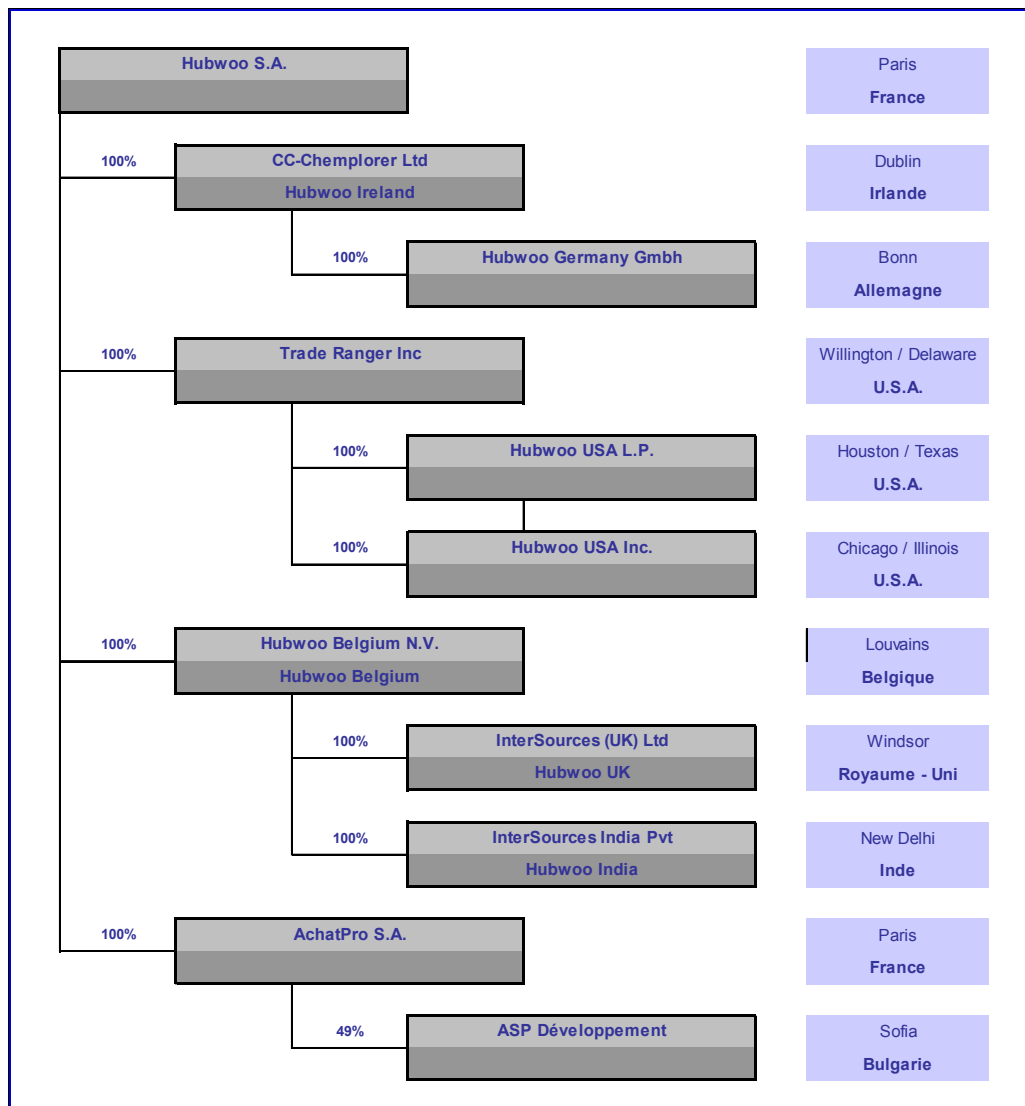 Hubwoo S.A.
Paris
France
100%
CC-Chemplorer Ltd
Hubwoo Ireland
Dublin
Irlande
100%
Hubwoo Germany Gmbh
Bonn
Allemagne
100%
Trade Ranger Inc
Willington / Delaware
U.S.A.
100%
Hubwoo USA L.P.
Houston / Texas
U.S.A.
100%
Hubwoo USA Inc.
Chicago / Illinois
U.S.A.
100%
Hubwoo Belgium N.V.
Hubwoo Belgium
Louvains
Belgique
100%
InterSources (UK) Ltd
Hubwoo UK
Windsor
Royaume - Uni
100%
InterSources India Pvt
Hubwoo India
New Delhi
Inde
100%
AchatPro S.A.
Paris
France
49%
ASP Développement
Sofia
Bulgarie